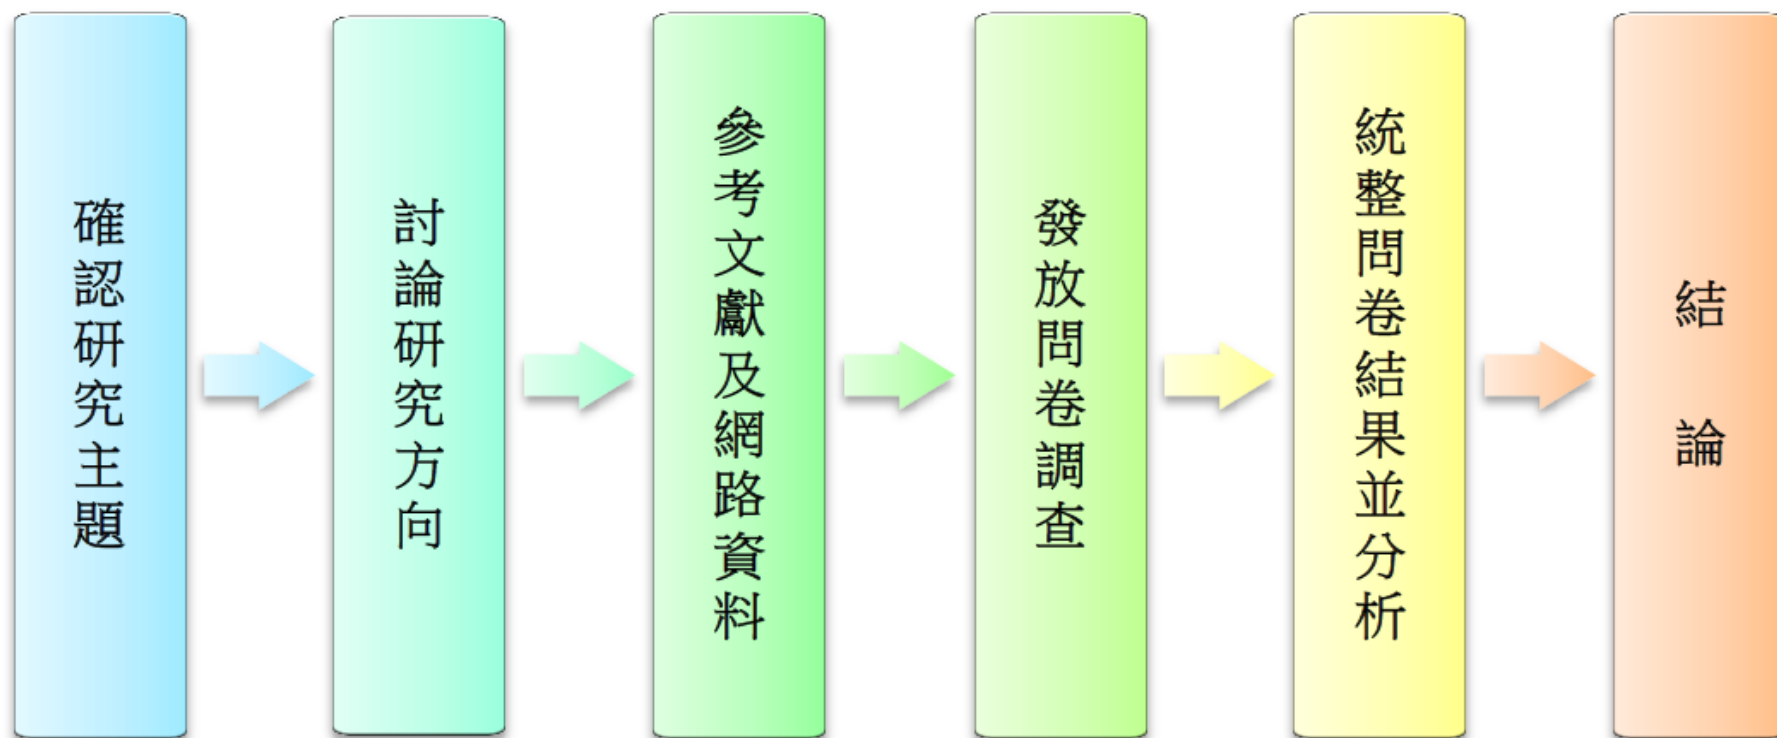 確認研究主題
討論研究方向
參考文獻及網路資料
發放問卷調查
統整問卷結果並分析
結論